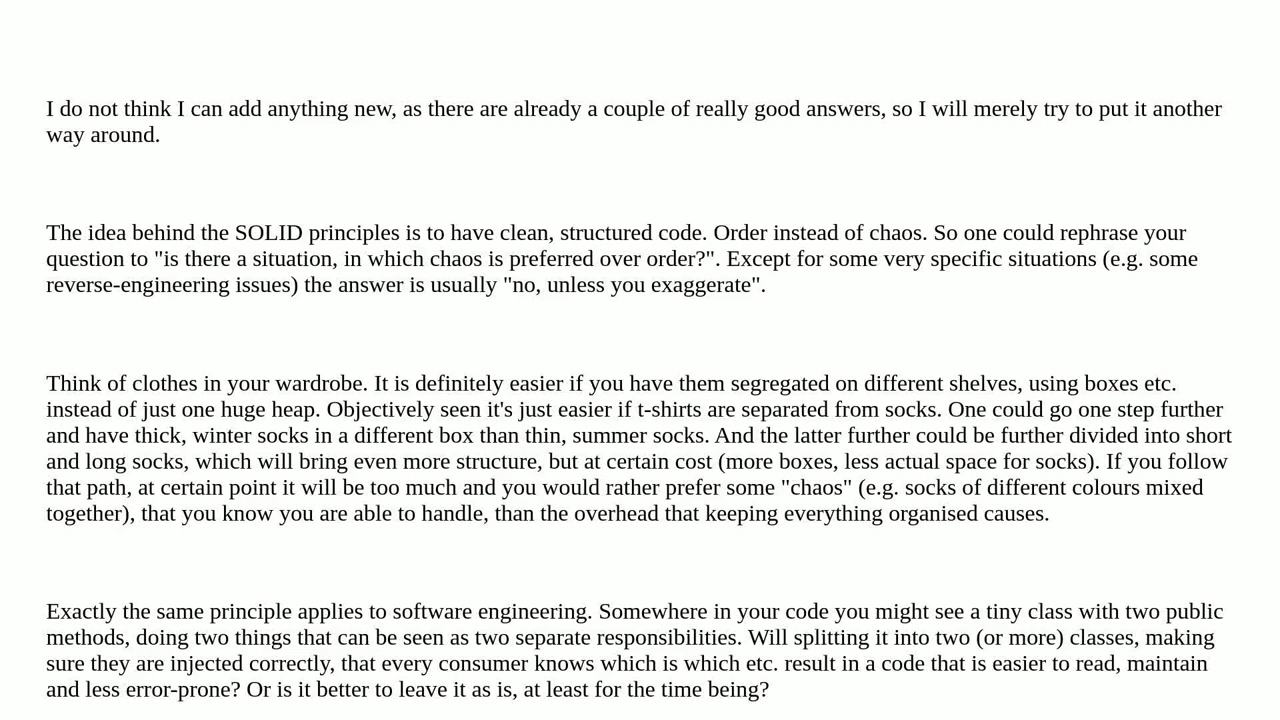 I do not think I can add anything new, as there are already a couple of really good answers, so I will merely try to put it another
way around.
The idea behind the SOLID principles is to have clean, structured code. Order instead of chaos. So one could rephrase your
question to "is there a situation, in which chaos is preferred over order?". Except for some very specific situations (e.g. some
reverse-engineering issues) the answer is usually "no, unless you exaggerate".
Think of clothes in your wardrobe. It is definitely easier if you have them segregated on different shelves, using boxes etc.
instead of just one huge heap. Objectively seen it's just easier if t-shirts are separated from socks. One could go one step further
and have thick, winter socks in a different box than thin, summer socks. And the latter further could be further divided into short
and long socks, which will bring even more structure, but at certain cost (more boxes, less actual space for socks). If you follow
that path, at certain point it will be too much and you would rather prefer some "chaos" (e.g. socks of different colours mixed
together), that you know you are able to handle, than the overhead that keeping everything organised causes.
Exactly the same principle applies to software engineering. Somewhere in your code you might see a tiny class with two public
methods, doing two things that can be seen as two separate responsibilities. Will splitting it into two (or more) classes, making
sure they are injected correctly, that every consumer knows which is which etc. result in a code that is easier to read, maintain
and less error-prone? Or is it better to leave it as is, at least for the time being?